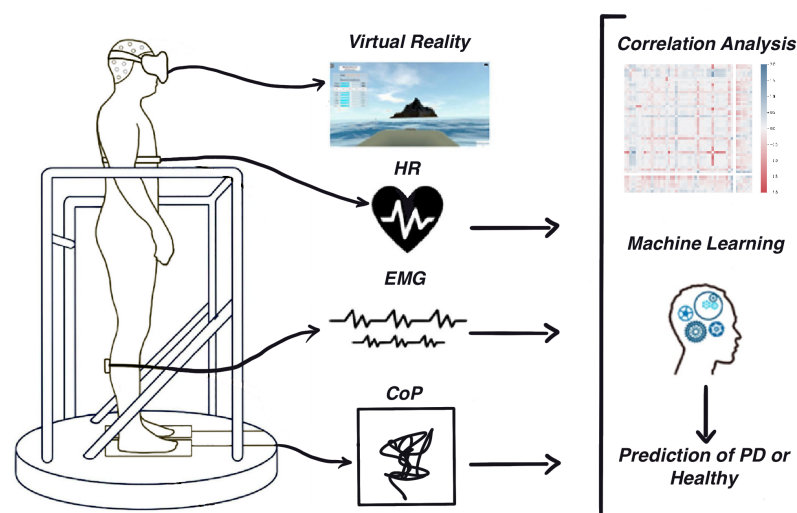 Virtual Reality
HR
EMG
CoP
Correlation Analysis
Machine Learning
Prediction of PD or
Healthy